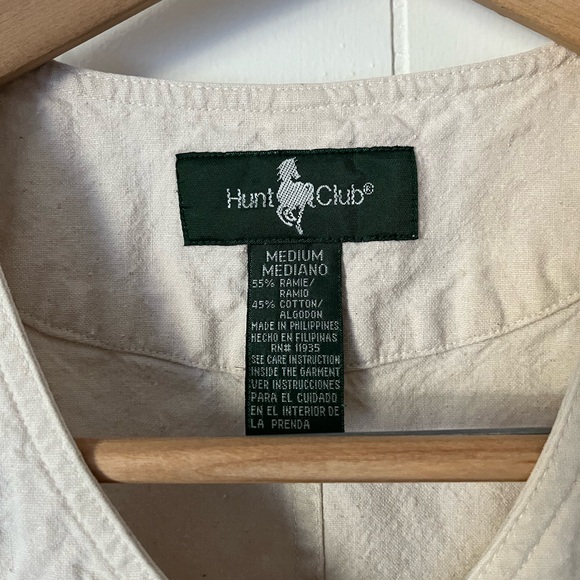 Hunt Club®
MEDIUM
MEDIANO
55% RAMIE/
RAMIO
45% COTTON/
ALGODON
MADE IN PHILIPPINES
HECHO EN FILIPINAS
RN# 11935
SEE CARE INSTRUCTION
INSIDE THE GARMENT
VER INSTRUCCIONES
PARA EL CUIDADO
EN EL INTERIOR DE
LA PRENDA